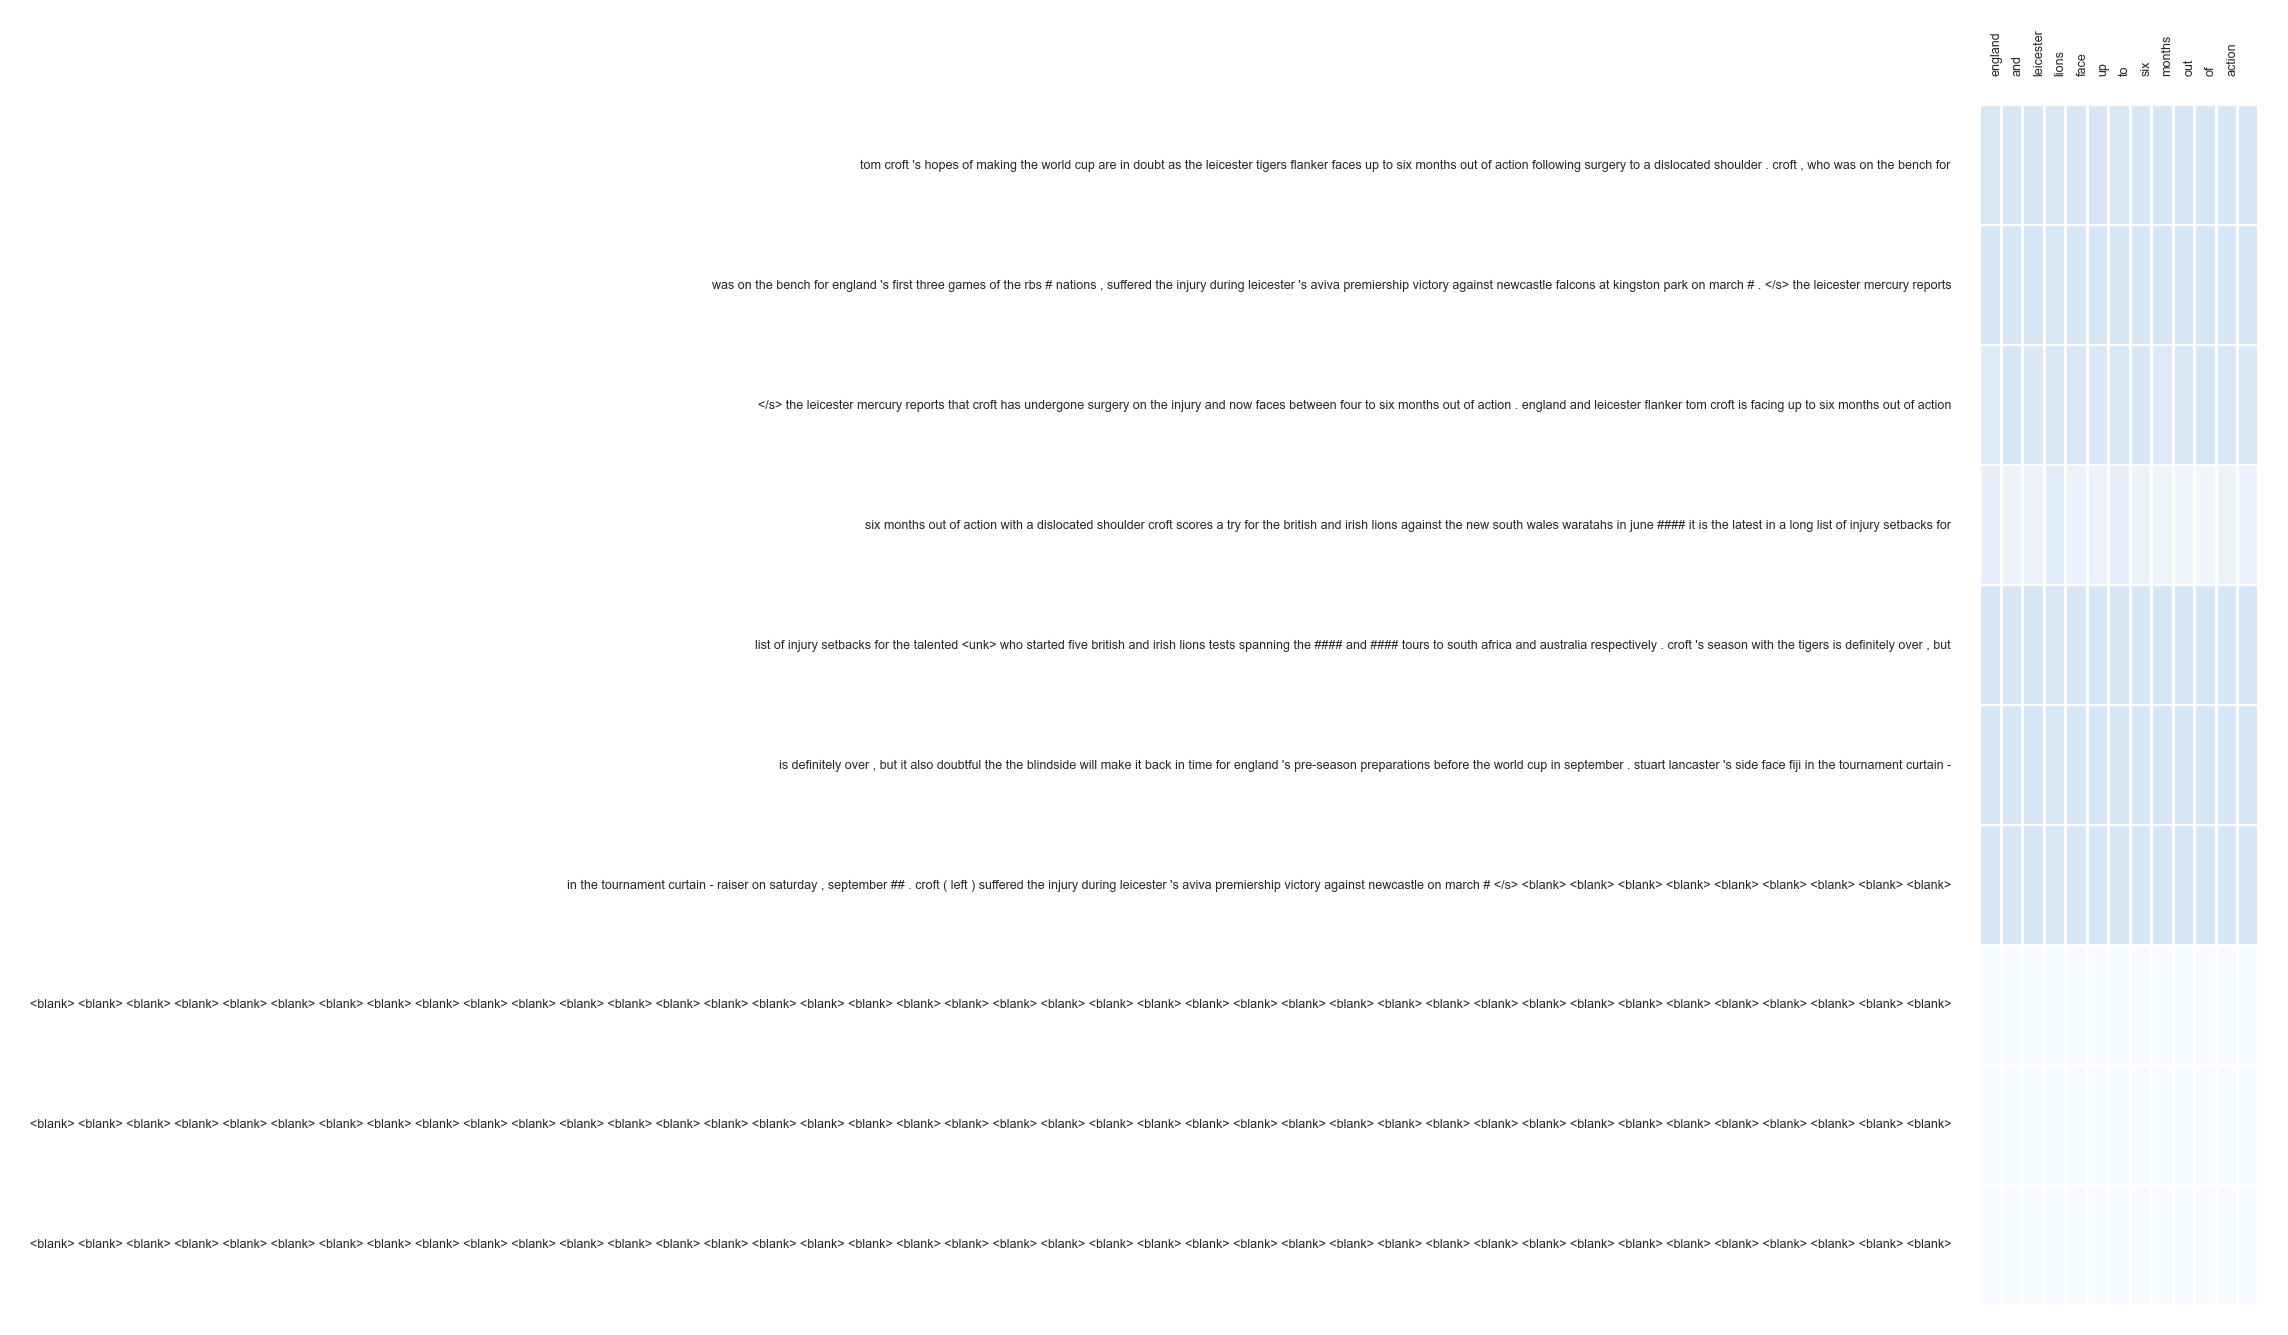 england and leicester lions face up to six months out of action
tom croft 's hopes of making the world cup are in doubt as the leicester tigers flanker faces up to six months out of action following surgery to a dislocated shoulder . croft , who was on the bench for
was on the bench for england 's first three games of the rbs # nations , suffered the injury during leicester 's aviva premiership victory against newcastle falcons at kingston park on march # . </s> the leicester mercury reports
</s> the leicester mercury reports that croft has undergone surgery on the injury and now faces between four to six months out of action . england and leicester flanker tom croft is facing up to six months out of action
six months out of action with a dislocated shoulder croft scores a try for the british and irish lions against the new south wales waratahs in june #### it is the latest in a long list of injury setbacks for
list of injury setbacks for the talented <unk> who started five british and irish lions tests spanning the #### and #### tours to south africa and australia respectively . croft 's season with the tigers is definitely over , but
is definitely over , but it also doubtful the the blindside will make it back in time for england 's pre-season preparations before the world cup in september . stuart lancaster 's side face fiji in the tournament curtain -
in the tournament curtain - raiser on saturday , september ## . croft ( left ) suffered the injury during leicester 's aviva premiership victory against newcastle on march # </s> <blank> <blank> <blank> <blank> <blank> <blank> <blank> <blank> <blank>
<blank> <blank> <blank> <blank> <blank> <blank> <blank> <blank> <blank> <blank> <blank> <blank> <blank> <blank> <blank> <blank> <blank> <blank> <blank> <blank> <blank> <blank> <blank> <blank> <blank> <blank> <blank> <blank> <blank> <blank> <blank> <blank> <blank> <blank> <blank> <blank> <blank> <blank> <blank> <blank>
<blank> <blank> <blank> <blank> <blank> <blank> <blank> <blank> <blank> <blank> <blank> <blank> <blank> <blank> <blank> <blank> <blank> <blank> <blank> <blank> <blank> <blank> <blank> <blank> <blank> <blank> <blank> <blank> <blank> <blank> <blank> <blank> <blank> <blank> <blank> <blank> <blank> <blank> <blank> <blank>
<blank> <blank> <blank> <blank> <blank> <blank> <blank> <blank> <blank> <blank> <blank> <blank> <blank> <blank> <blank> <blank> <blank> <blank> <blank> <blank> <blank> <blank> <blank> <blank> <blank> <blank> <blank> <blank> <blank> <blank> <blank> <blank> <blank> <blank> <blank> <blank> <blank> <blank> <blank> <blank>